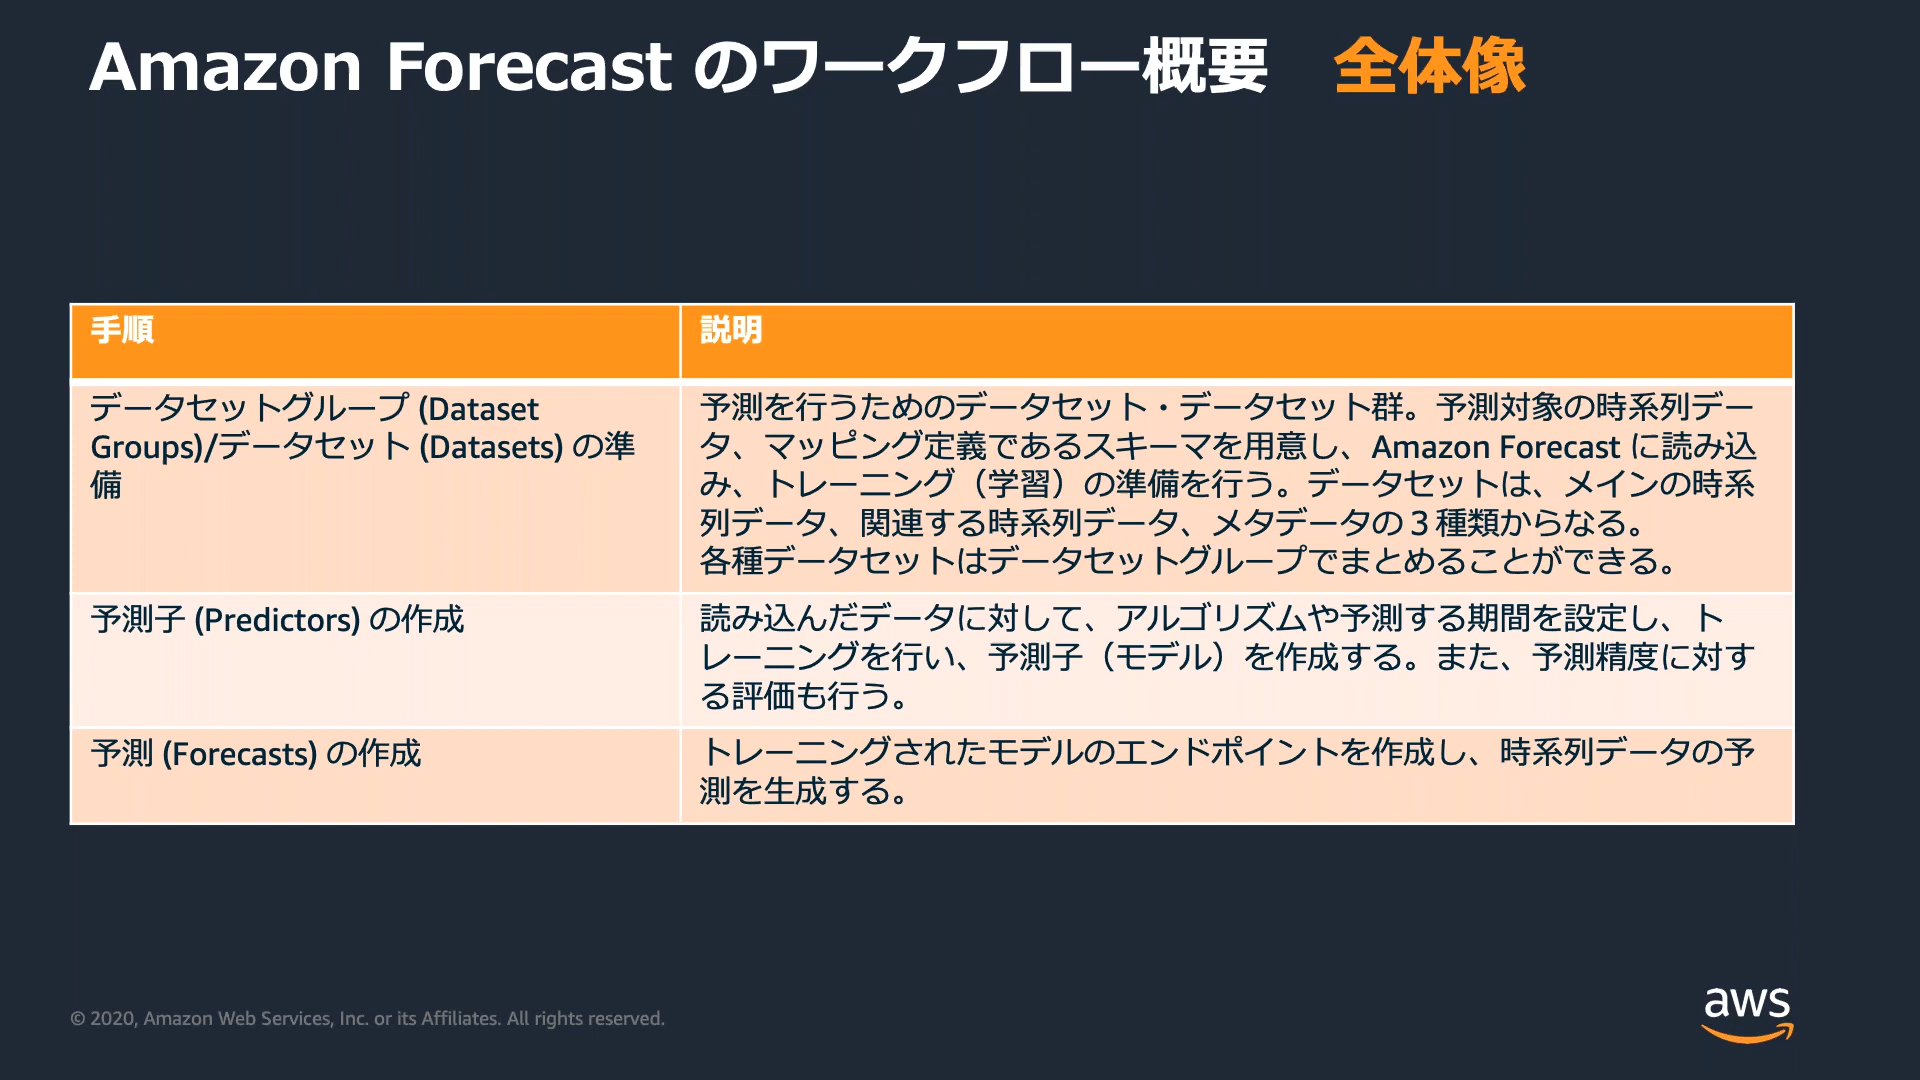 Amazon Forecast のワークフロー概要　全体像
手順
説明
データセットグループ (Dataset
Groups)/データセット (Datasets) の準
備
予測を行うためのデータセット・データセット群。予測対象の時系列デー
タ、マッピング定義であるスキーマを用意し、Amazon Forecast に読み込
み、トレーニング（学習）の準備を行う。データセットは、メインの時系
列データ、関連する時系列データ、メタデータの３種類からなる。
各種データセットはデータセットグループでまとめることができる。
予測子 (Predictors) の作成
読み込んだデータに対して、アルゴリズムや予測する期間を設定し、ト
レーニングを行い、予測子（モデル）を作成する。また、予測精度に対す
る評価も行う。
予測 (Forecasts) の作成
トレーニングされたモデルのエンドポイントを作成し、時系列データの予
測を生成する。
© 2020, Amazon Web Services, Inc. or its Affiliates. All rights reserved.
aws